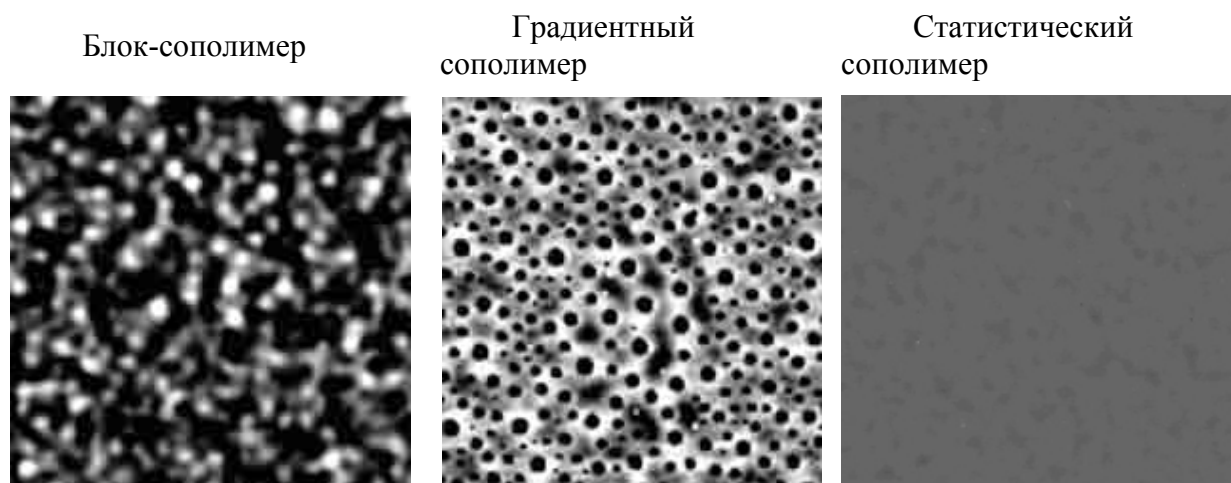 Блок-сополимер
Градиентный
сополимер
Статистический
сополимер